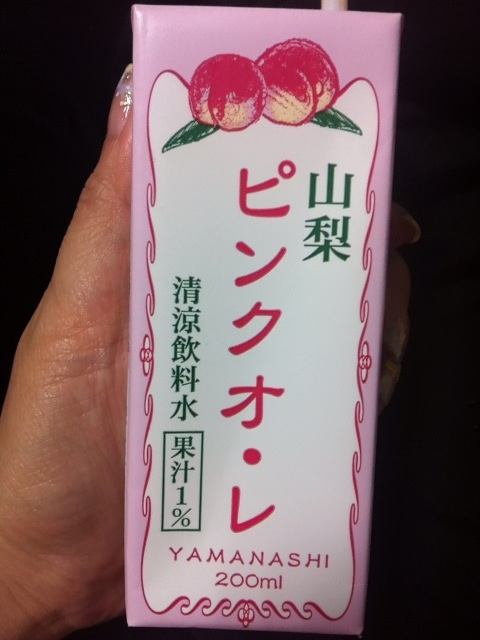 山梨
ピンクオ・レ
清涼飲料水
果汁1%
YAMANASHI
200ml